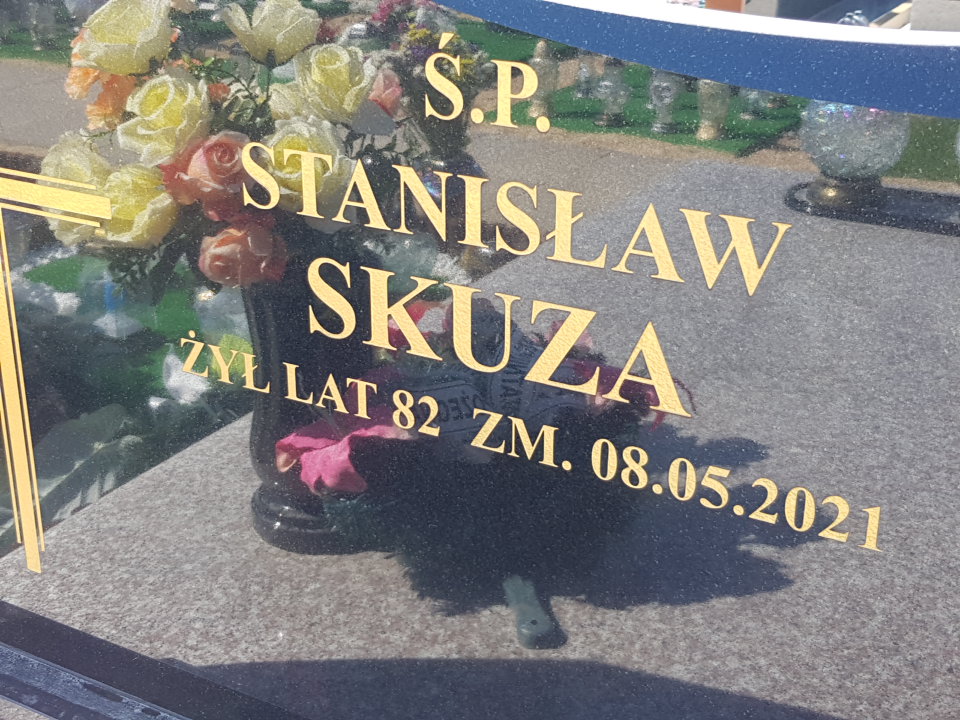 Ś.P.
STANISŁAW
SKUZA
ŻYŁ LAT 82 ZM. 08.05.2021